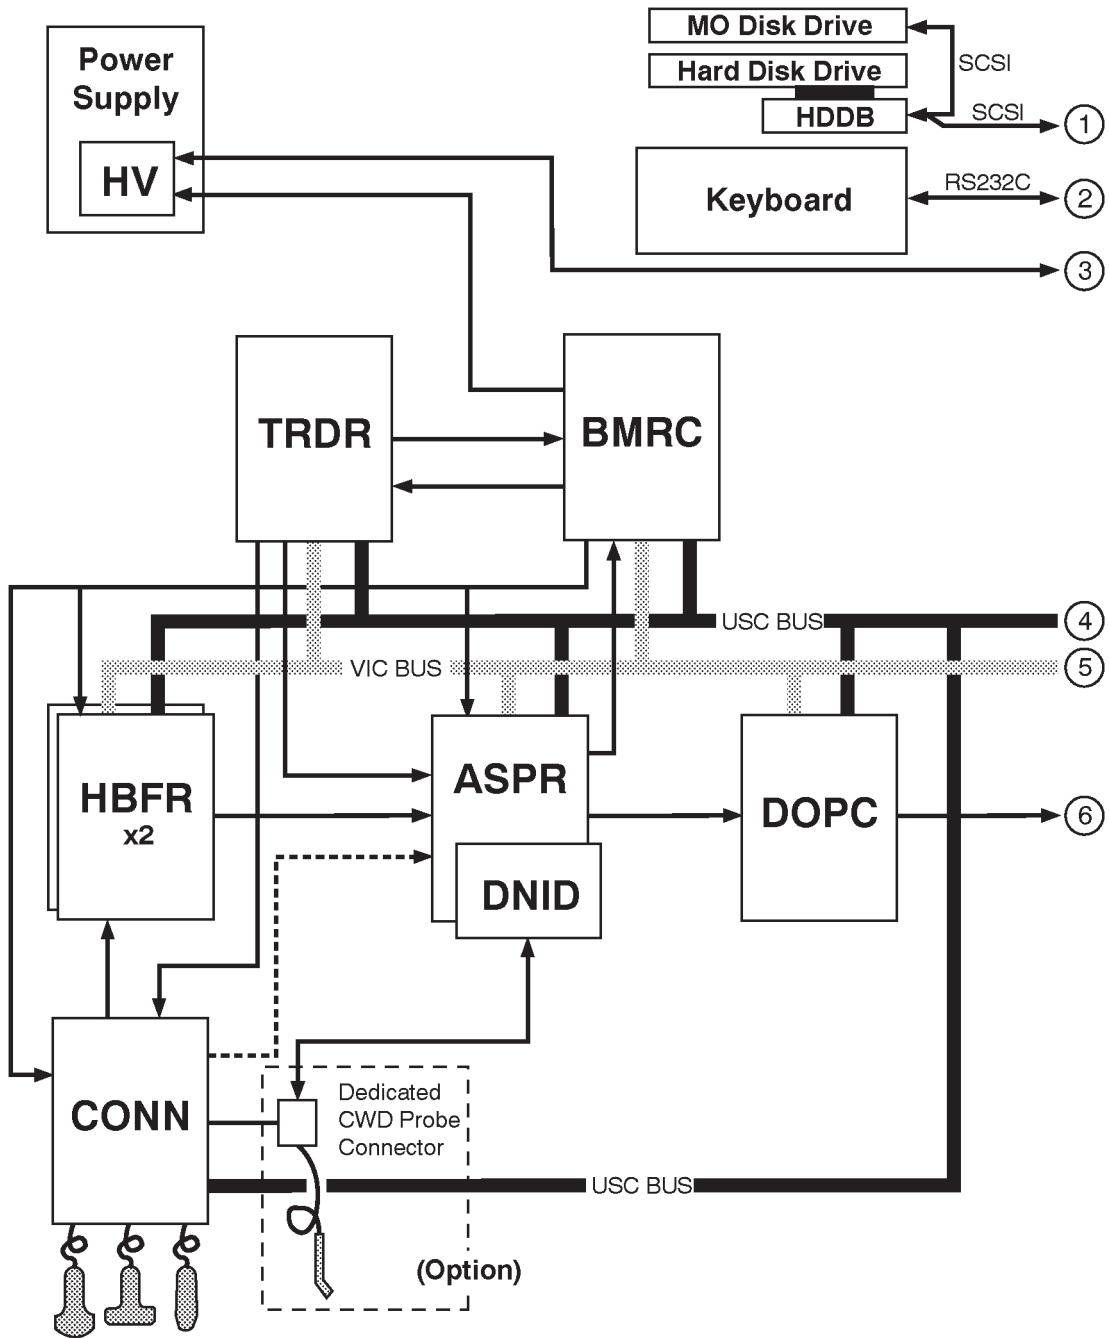 Power
Supply
HV
MO Disk Drive
Hard Disk Drive
HDDB
SCSI
SCSI
1
Keyboard
RS232C
2
3
TRDR
BMRC
USC BUS
4
VIC BUS
5
HBFR
x2
ASPR
DNID
DOPC
6
CONN
Dedicated
CWD Probe
Connector
USC BUS
(Option)